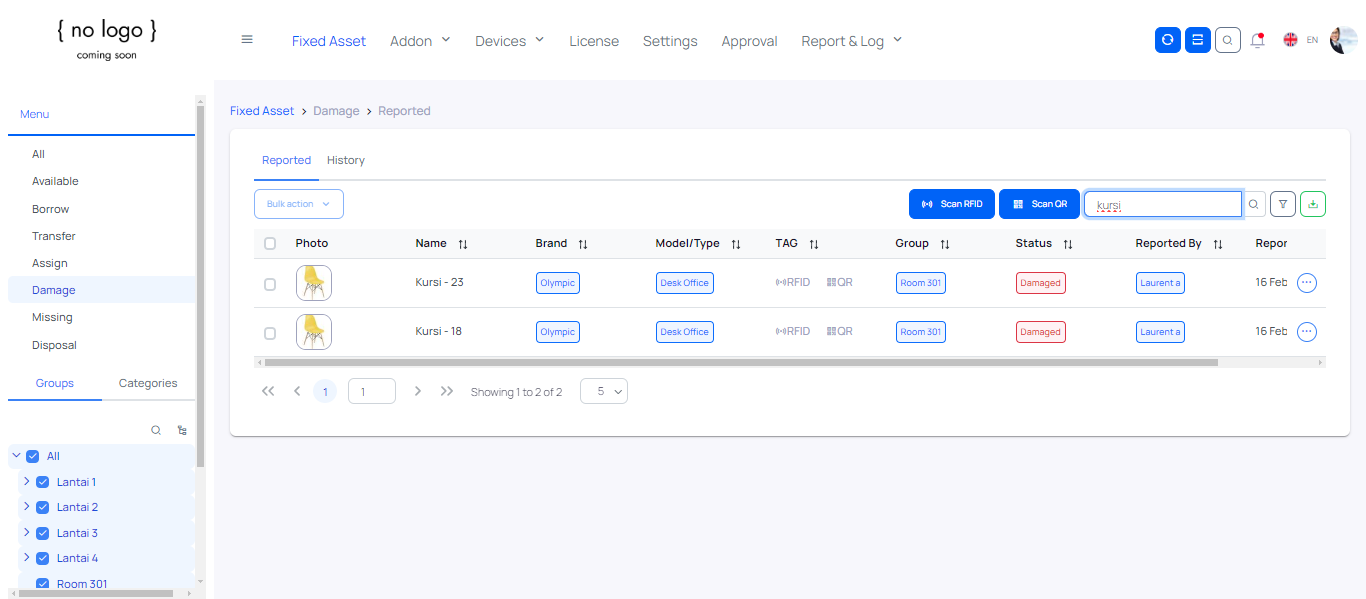 { no logo }
coming soon
Fixed Asset Addon Devices License Settings Approval Report & Log EN
Menu
All
Available
Borrow
Transfer
Assign
Damage
Missing
Disposal
Groups Categories
All
Lantai 1
Lantai 2
Lantai 3
Lantai 4
Room 301
Fixed Asset > Damage > Reported
Reported History
Bulk action Scan RFID Scan QR kursi
Photo Name Brand Model/Type TAG Group Status Reported By Repor
Kursi - 23 Olympic Desk Office RFID QR Room 301 Damaged Laurent a 16 Feb
Kursi - 18 Olympic Desk Office RFID QR Room 301 Damaged Laurent a 16 Feb
1 1 Showing 1 to 2 of 2 5